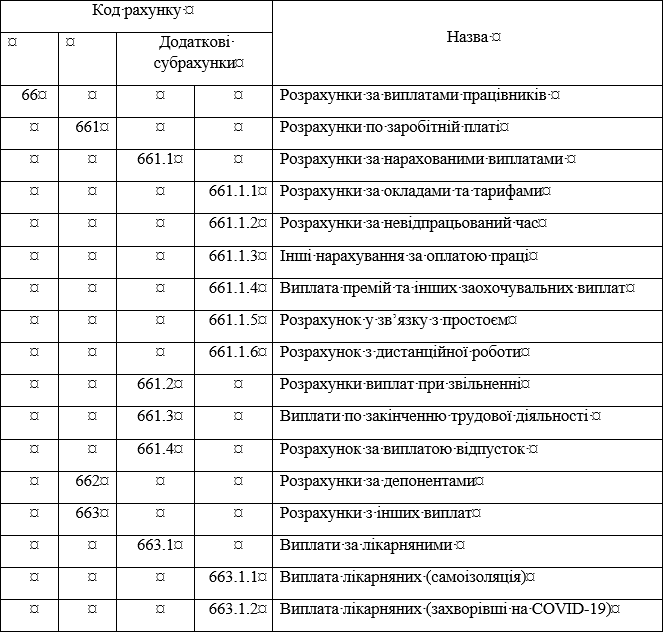 Код рахунку
Назва
Додаткові
субрахунки
66 Розрахунки за виплатами працівників
661 Розрахунки по заробітній платі
661.1 Розрахунки за нарахованими виплатами
661.1.1 Розрахунки за окладами та тарифами
661.1.2 Розрахунки за невідпрацьований час
661.1.3 Інші нарахування за оплатою праці
661.1.4 Виплата премій та інших заохочувальних виплат
661.1.5 Розрахунок у зв’язку з простоєм
661.1.6 Розрахунок з дистанційної роботи
661.2 Розрахунки виплат при звільненні
661.3 Виплати по закінченню трудової діяльності
661.4 Розрахунок за виплатою відпусток
662 Розрахунки за депонентами
663 Розрахунки з інших виплат
663.1 Виплати за лікарняними
663.1.1 Виплата лікарняних (самоізоляція)
663.1.2 Виплата лікарняних (захворівші на COVID-19)